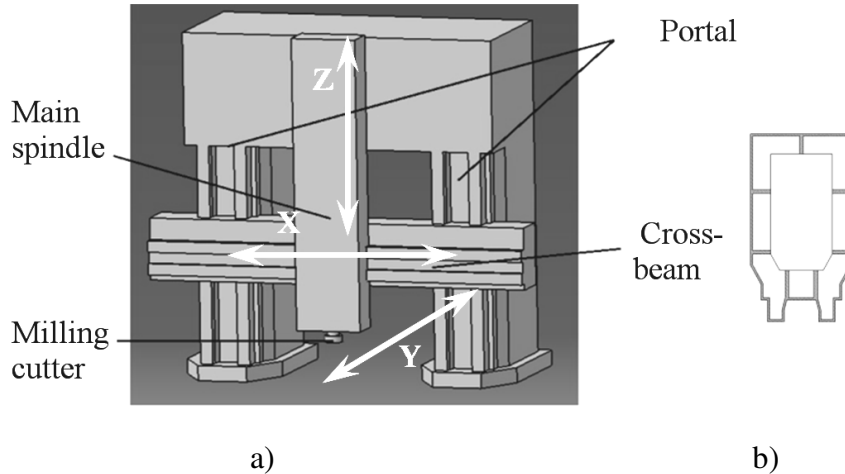 Portal
Z
Main
spindle
X
Cross-
beam
Milling
cutter
Y
a)
b)